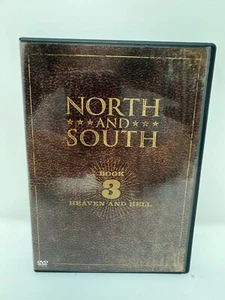 NORTH
★★★ AND ★★★
SOUTH
BOOK
3
HEAVEN AND HELL
DVD